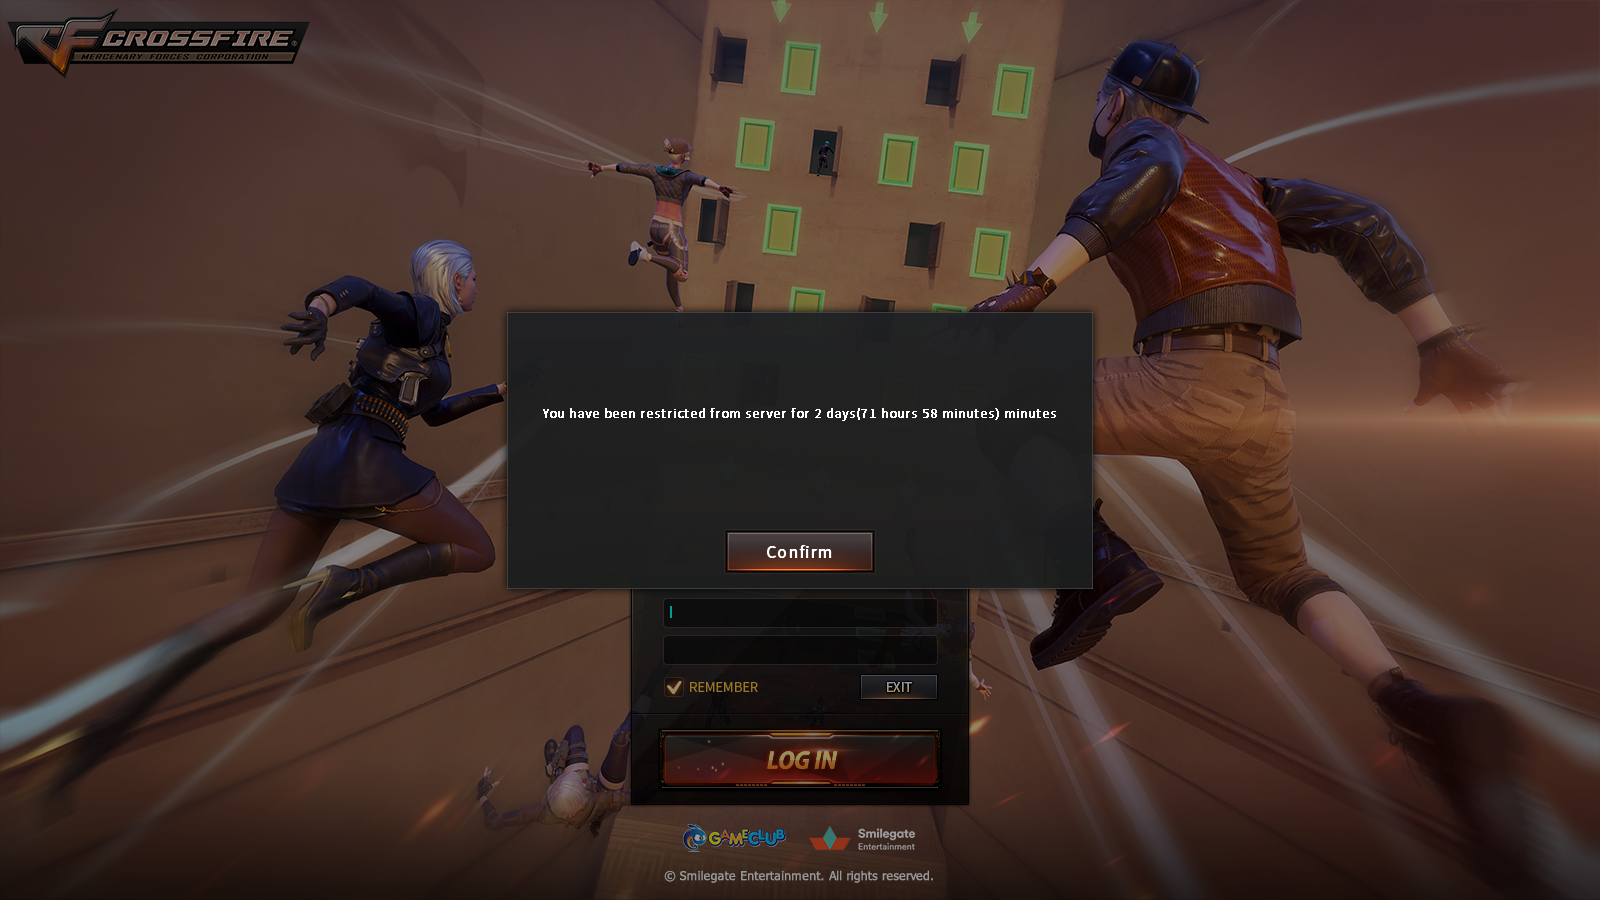 CROSSFIRE
MERCENARY FORCES CORPORATION
You have been restricted from server for 2 days(71 hours 58 minutes) minutes
Confirm
REMEMBER
EXIT
LOG IN
GAMECLUB
Smilegate
Entertainment
© Smilegate Entertainment. All rights reserved.